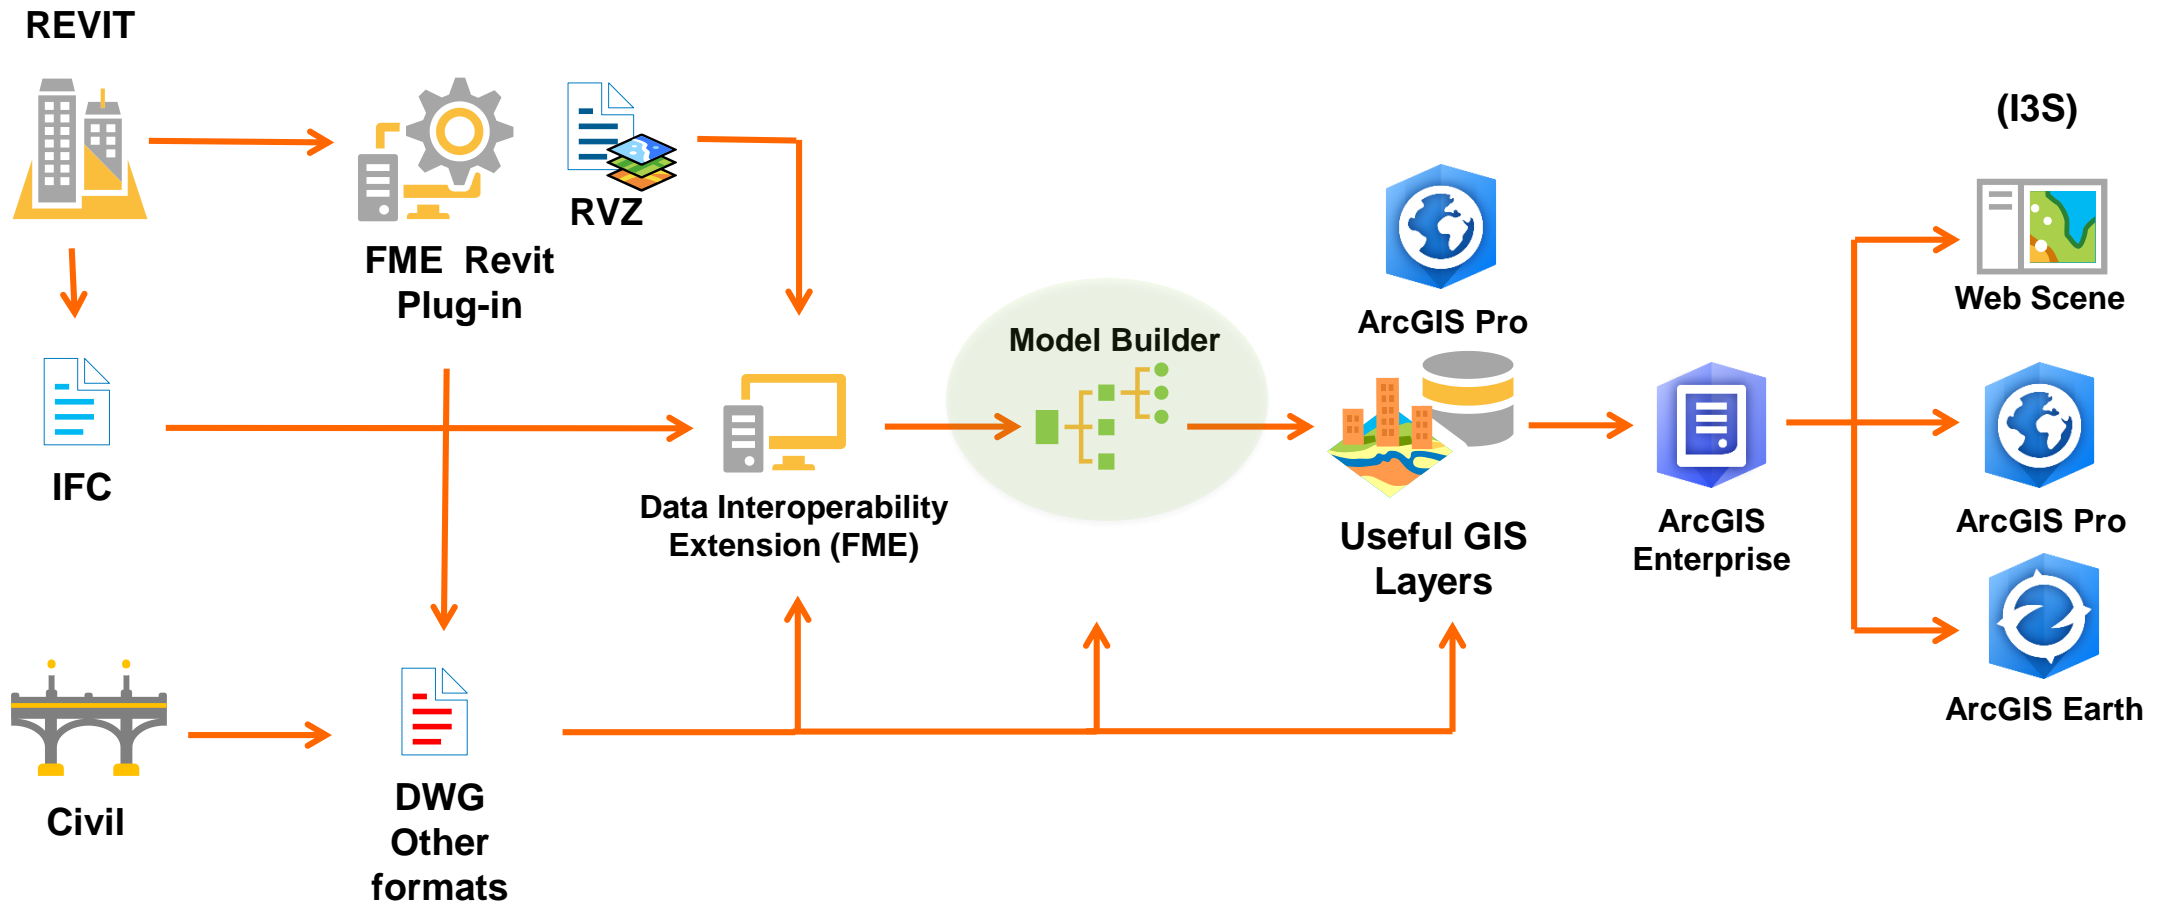 REVIT
(I3S)
RVZ
FME  Revit
Plug-in
Web Scene
ArcGIS Pro
Model Builder
IFC
Data Interoperability
Extension (FME)
Useful GIS
Layers
ArcGIS
Enterprise
ArcGIS Pro
ArcGIS Earth
Civil
DWG
Other
formats